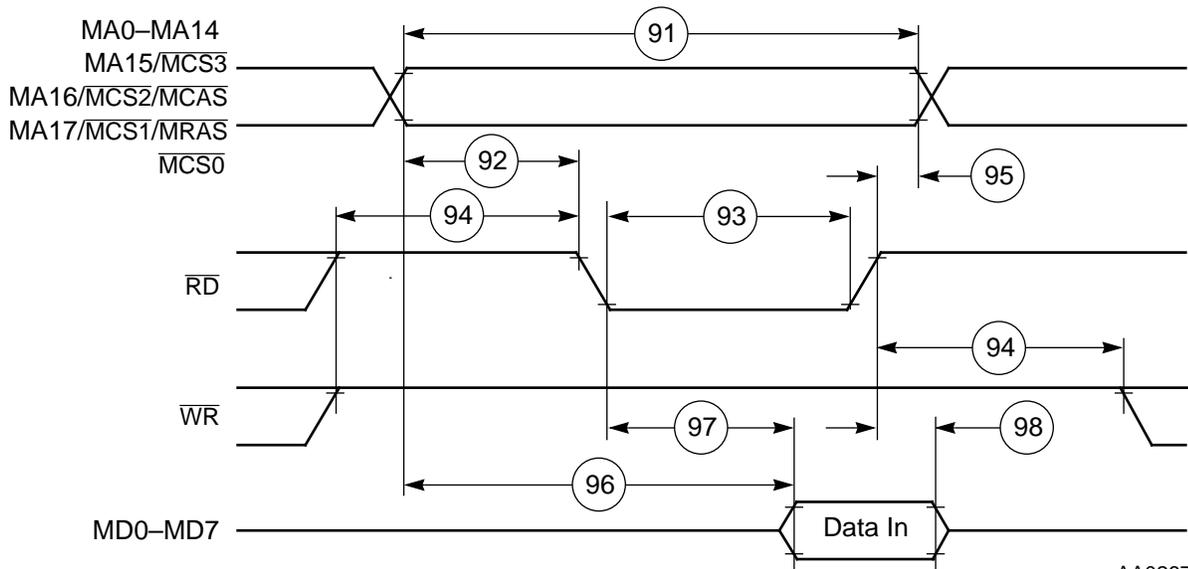 MA0–MA14
91
MA15/MCS3
MA16/MCS2/MCAS
MA17/MCS1/MRAS
MCS0
92
95
94
93
RD
94
WR
97
98
96
MD0–MD7
Data In